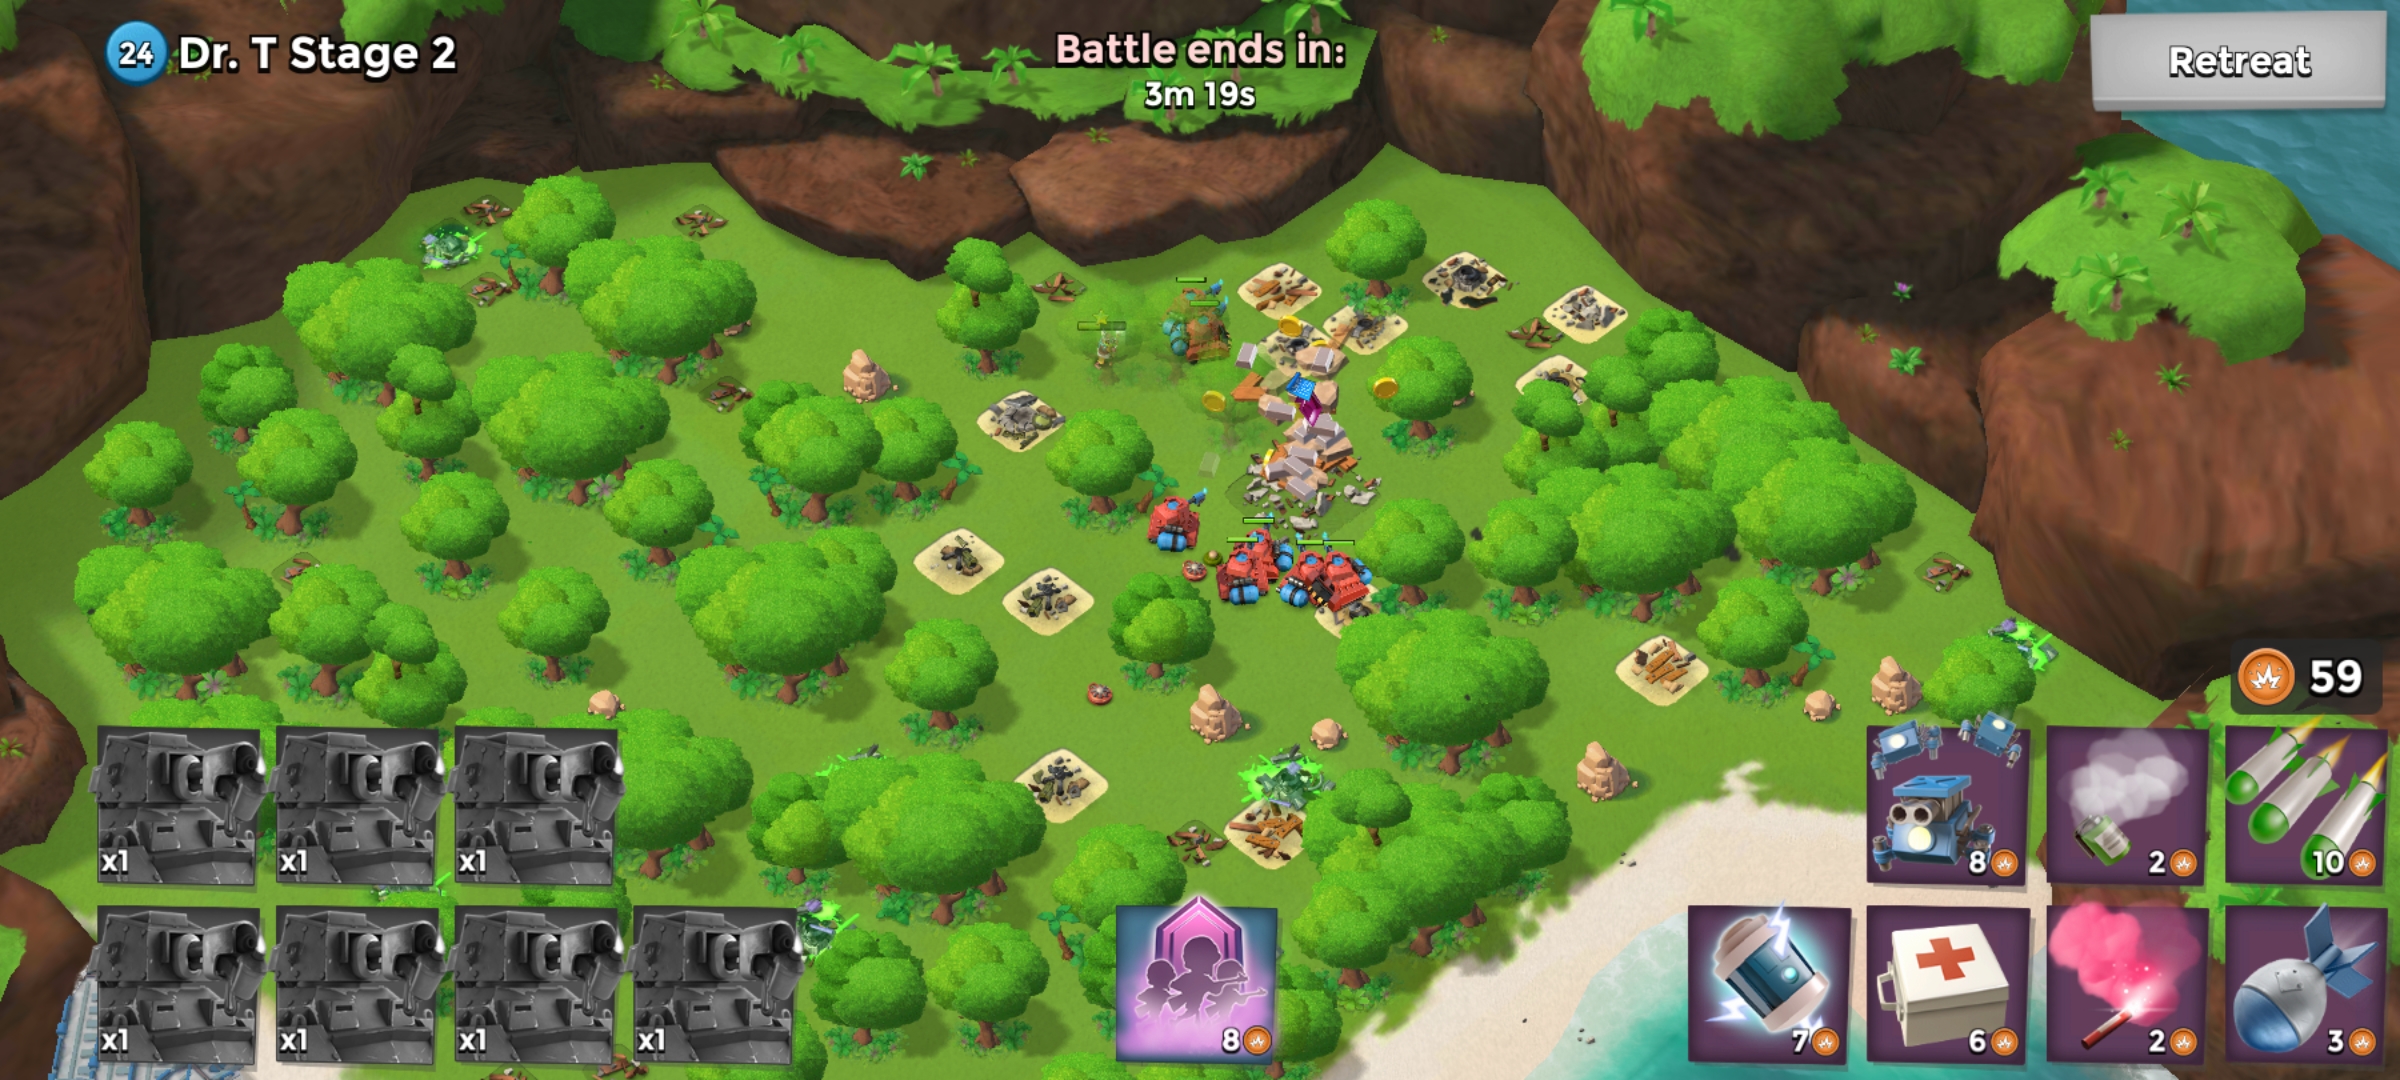 24 Dr. T Stage 2
Battle ends in:
3m 19s
Retreat
59
x1 x1 x1
8 2 10
x1 x1 x1 x1
8
7 6 2 3